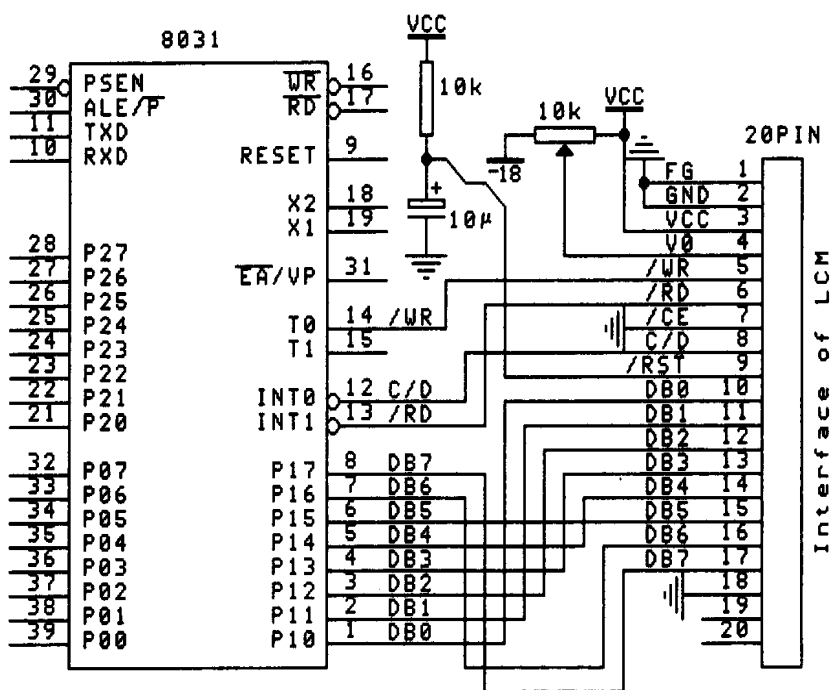 8031
29 PSEN
30 ALE/P
11 TXD
10 RXD
28 P27
27 P26
26 P25
25 P24
24 P23
23 P22
22 P21
21 P20
32 P07
33 P06
34 P05
35 P04
36 P03
37 P02
38 P01
39 P00
WR 16
RD 17
RESET 9
X2 18
X1 19
EA/VP 31
T0 14 /WR
T1 15
INT0 12 C/D
INT1 13 /RD
P17 8 DB7
P16 7 DB6
P15 6 DB5
P14 5 DB4
P13 4 DB3
P12 3 DB2
P11 2 DB1
P10 1 DB0
VCC
10k
+
10µ
10k
VCC
-18
20PIN
FG 1
GND 2
VCC 3
V0 4
/WR 5
/RD 6
/CE 7
C/D 8
/RST 9
DB0 10
DB1 11
DB2 12
DB3 13
DB4 14
DB5 15
DB6 16
DB7 17
18
19
20
Interface of LCM